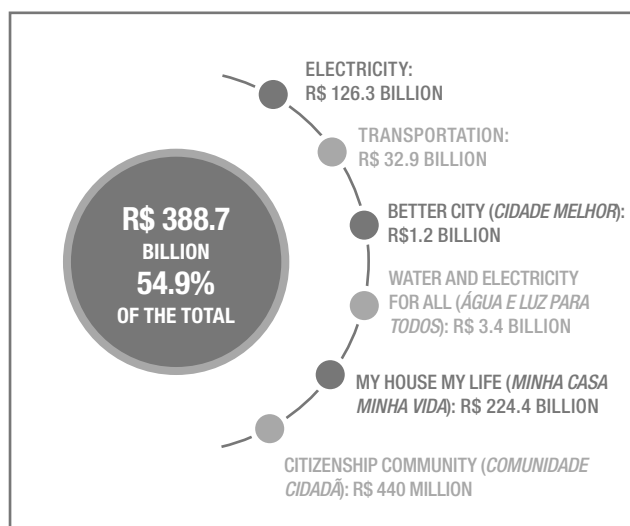 ELECTRICITY:
R$ 126.3 BILLION
TRANSPORTATION:
R$ 32.9 BILLION
R$ 388.7
BILLION
54.9%
OF THE TOTAL
BETTER CITY (CIDADE MELHOR):
R$1.2 BILLION
WATER AND ELECTRICITY
FOR ALL (ÁGUA E LUZ PARA
TODOS): R$ 3.4 BILLION
MY HOUSE MY LIFE (MINHA CASA
MINHA VIDA): R$ 224.4 BILLION
CITIZENSHIP COMMUNITY (COMUNIDADE
CIDADÃ): R$ 440 MILLION